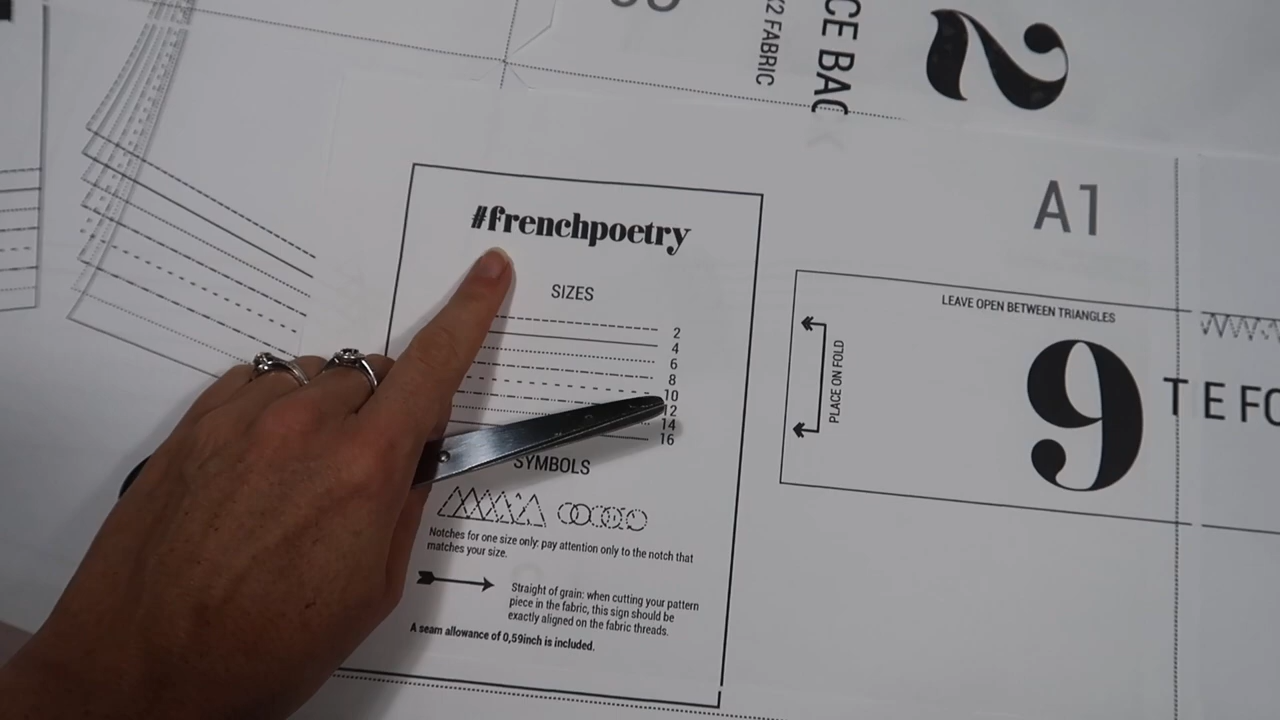 X2 FABRIC
CE BAC
2
#frenchpoetry
SIZES
2
4
6
8
10
12
14
16
SYMBOLS
Notches for one size only: pay attention only to the notch that
matches your size.
Straight of grain: when cutting your pattern
piece in the fabric, this sign should be
exactly aligned on the fabric threads.
A seam allowance of 0,59inch is included.
A1
LEAVE OPEN BETWEEN TRIANGLES
PLACE ON FOLD
9
T E FO